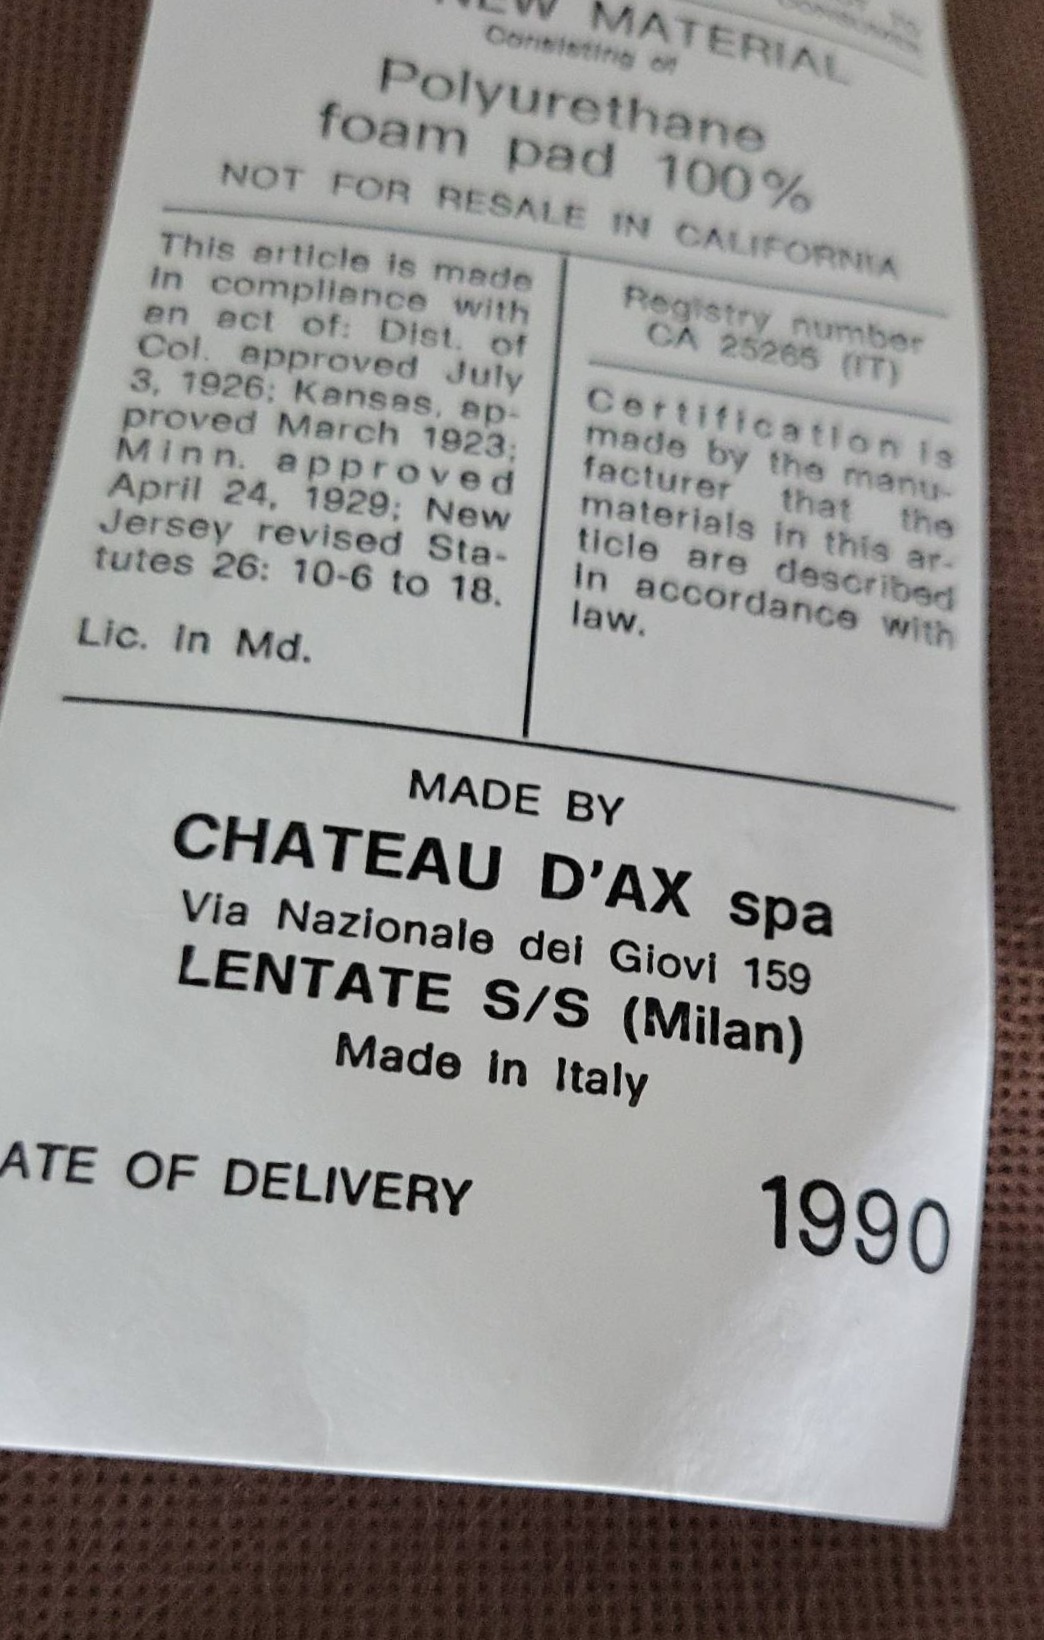 NEW MATERIAL
Consisting of
Polyurethane
foam pad 100%
NOT FOR RESALE IN CALIFORNIA
This article is made
in compliance with
an act of: Dist. of
Col. approved July
3, 1926; Kansas, ap-
proved March 1923;
Minn. approved
April 24, 1929; New
Jersey revised Sta-
tutes 26: 10-6 to 18.
Lic. in Md.
Registry number
CA 25265 (IT)
Certification is
made by the manu-
facturer that the
materials in this ar-
ticle are described
in accordance with
law.
MADE BY
CHATEAU D'AX spa
Via Nazionale dei Giovi 159
LENTATE S/S (Milan)
Made in Italy
ATE OF DELIVERY 1990